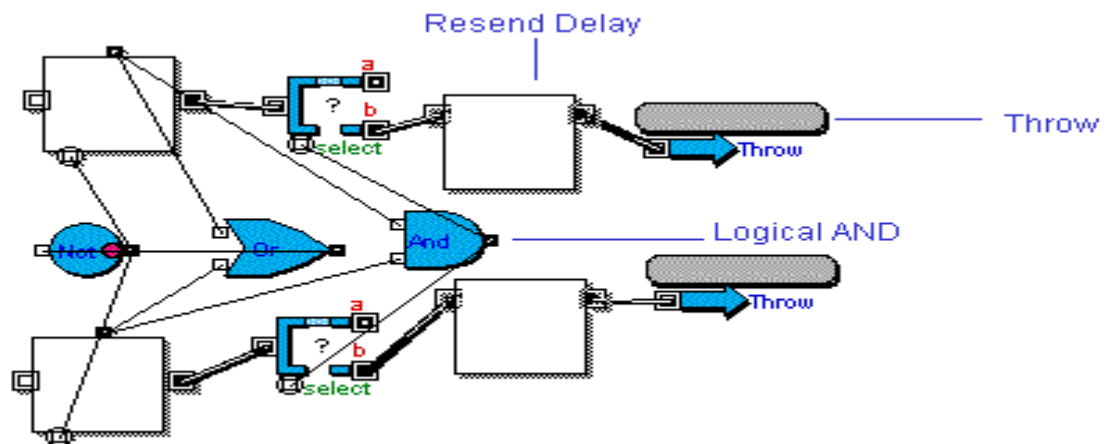 Resend Delay
a
?
b
select
Throw
Throw
Not
Or
And
Logical AND
a
?
b
select
Throw